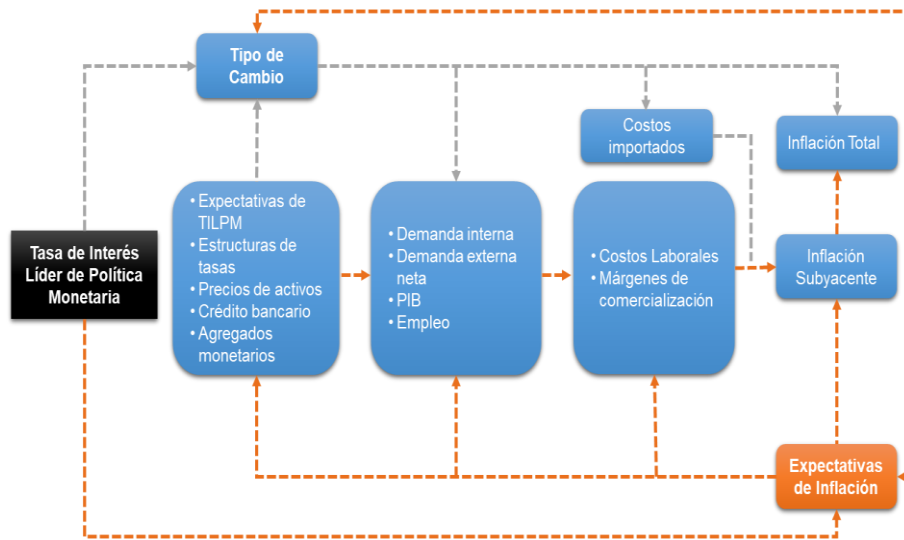 Tipo de
Cambio
Costos
importados
Inflación Total
Tasa de Interés
Líder de Política
Monetaria
• Expectativas de
TILPM
• Estructuras de
tasas
• Precios de activos
• Crédito bancario
• Agregados
monetarios
• Demanda interna
• Demanda externa
neta
• PIB
• Empleo
• Costos Laborales
• Márgenes de
comercialización
Inflación
Subyacente
Expectativas
de Inflación